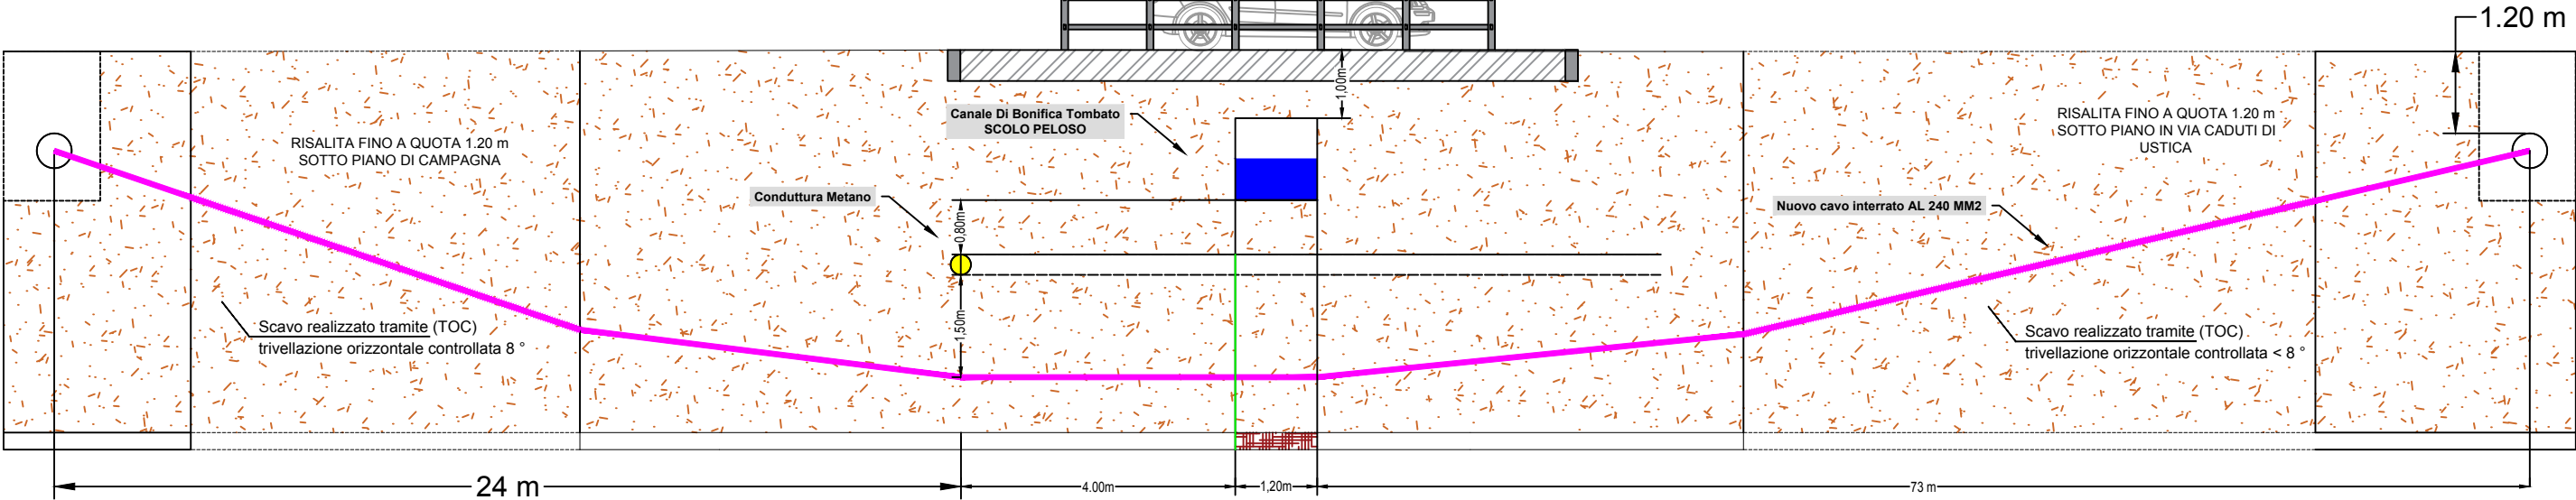 1.20 m
1,00m
Canale Di Bonifica Tombato
SCOLO PELOSO
RISALITA FINO A QUOTA 1.20 m
SOTTO PIANO DI CAMPAGNA
RISALITA FINO A QUOTA 1.20 m
SOTTO PIANO IN VIA CADUTI DI
USTICA
Conduttura Metano
0,80m
Nuovo cavo interrato AL 240 MM2
1,50m
Scavo realizzato tramite (TOC)
trivellazione orizzontale controllata 8 °
Scavo realizzato tramite (TOC)
trivellazione orizzontale controllata < 8 °
24 m
4.00m
1,20m
73 m